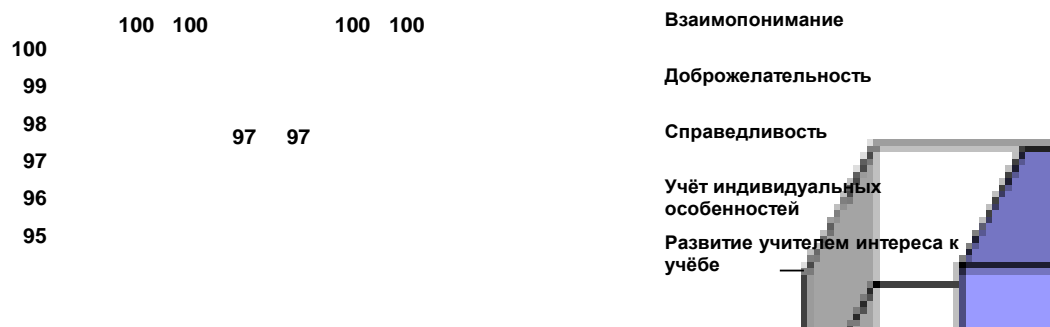 100 100 100 100
100
99
98
97 97
97
96
95
Взаимопонимание
Доброжелательность
Справедливость
Учёт индивидуальных
особенностей
Развитие учителем интереса к
учёбе